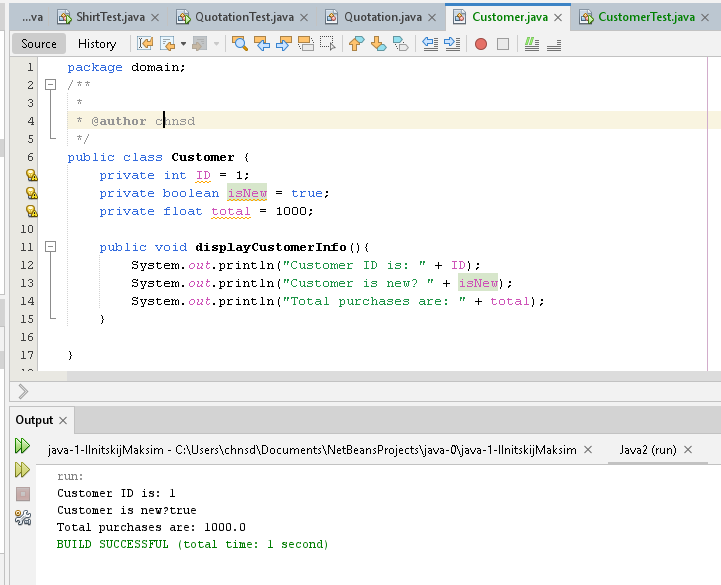 ...va ShirtTest.java QuotationTest.java Quotation.java Customer.java CustomerTest.java
Source History
1 package domain;
2 /**
3 *
4 * @author chnsd
5 */
6 public class Customer {
private int ID = 1;
private boolean isNew = true;
private float total = 1000;
10
11 public void displayCustomerInfo(){
12 System.out.println("Customer ID is: " + ID);
13 System.out.println("Customer is new? " + isNew);
14 System.out.println("Total purchases are: " + total);
15 }
16
17 }
Output
java-1-IInitskijMaksim - C:\Users\chnsd\Documents\NetBeansProjects\java-0\java-1-IInitskijMaksim Java2 (run)
run:
Customer ID is: 1
Customer is new?true
Total purchases are: 1000.0
BUILD SUCCESSFUL (total time: 1 second)